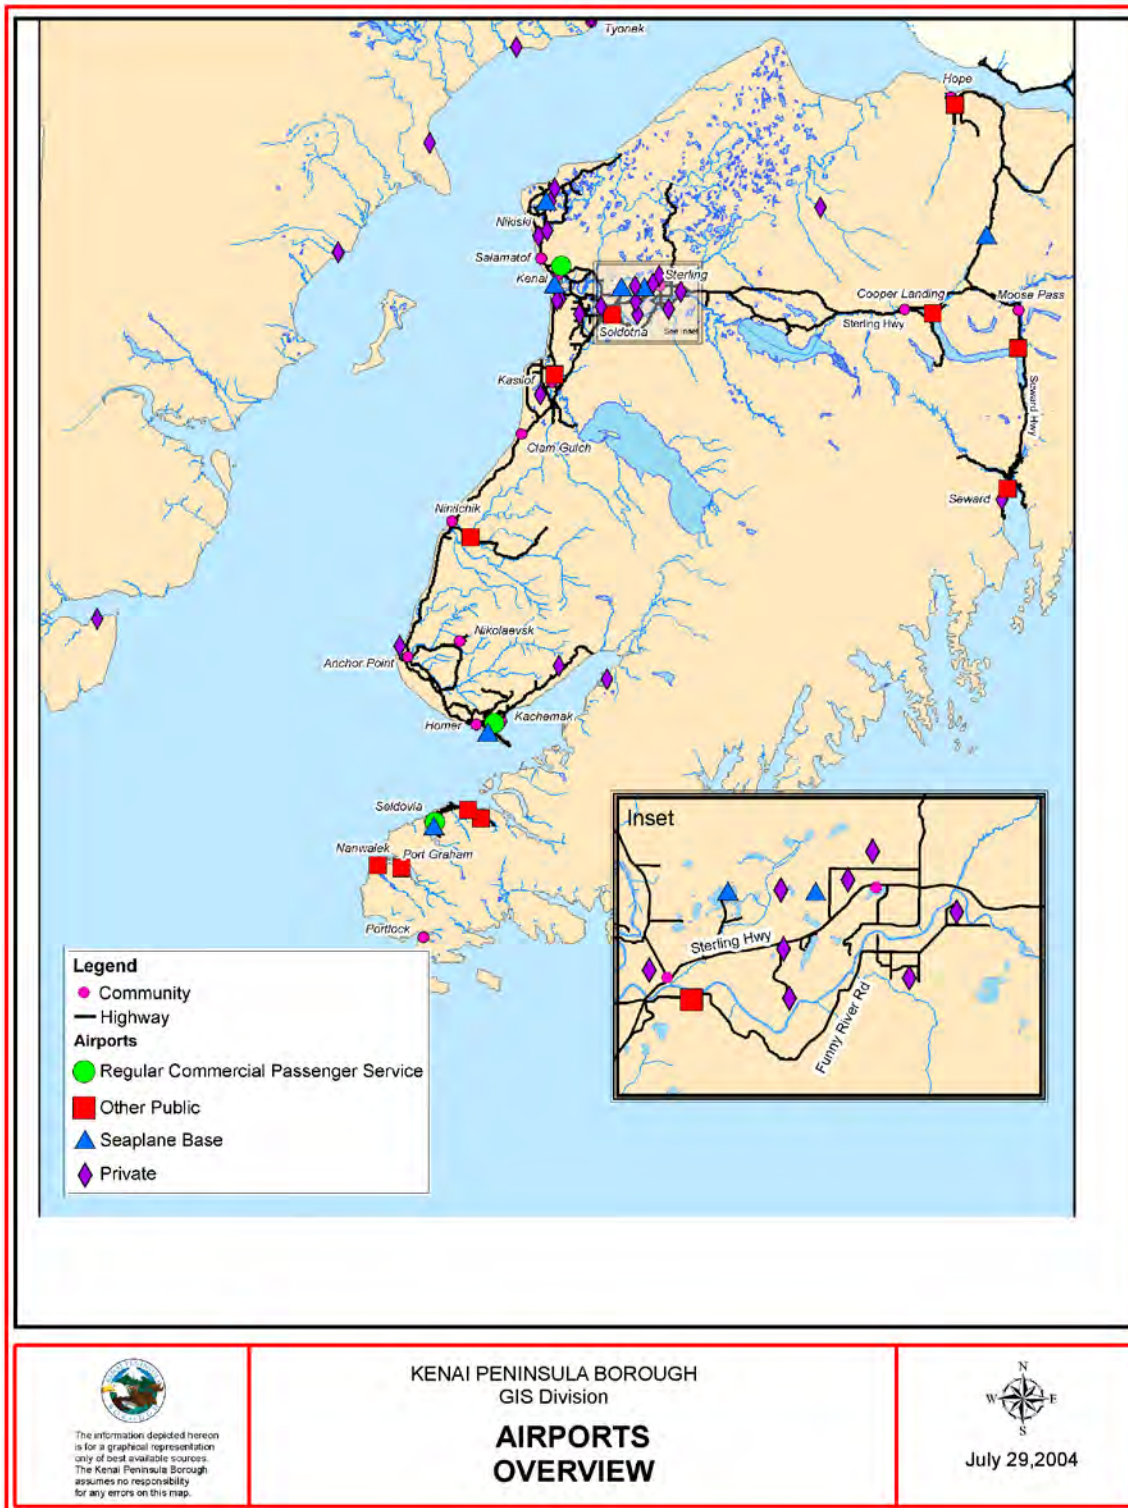 Tyonek
Hope
Nikiski
Salamatof
Kenai
Sterling
Cooper Landing
Moose Pass
Sterling Hwy
Soldotna
See Inset
Kasilof
Seward Hwy
Clam Gulch
Seward
Ninilchik
Nikolaevsk
Anchor Point
Homer
Kachemak
Seldovia
Nanwalek
Port Graham
Portlock
Inset
Sterling Hwy
Funny River Rd
Legend
Community
Highway
Airports
Regular Commercial Passenger Service
Other Public
Seaplane Base
Private
KENAI PENINSULA
BOROUGH
The information depicted hereon
is for a graphical representation
only of best available sources.
The Kenai Peninsula Borough
assumes no responsibility
for any errors on this map.
KENAI PENINSULA BOROUGH
GIS Division
AIRPORTS
OVERVIEW
N
W E
S
July 29,2004